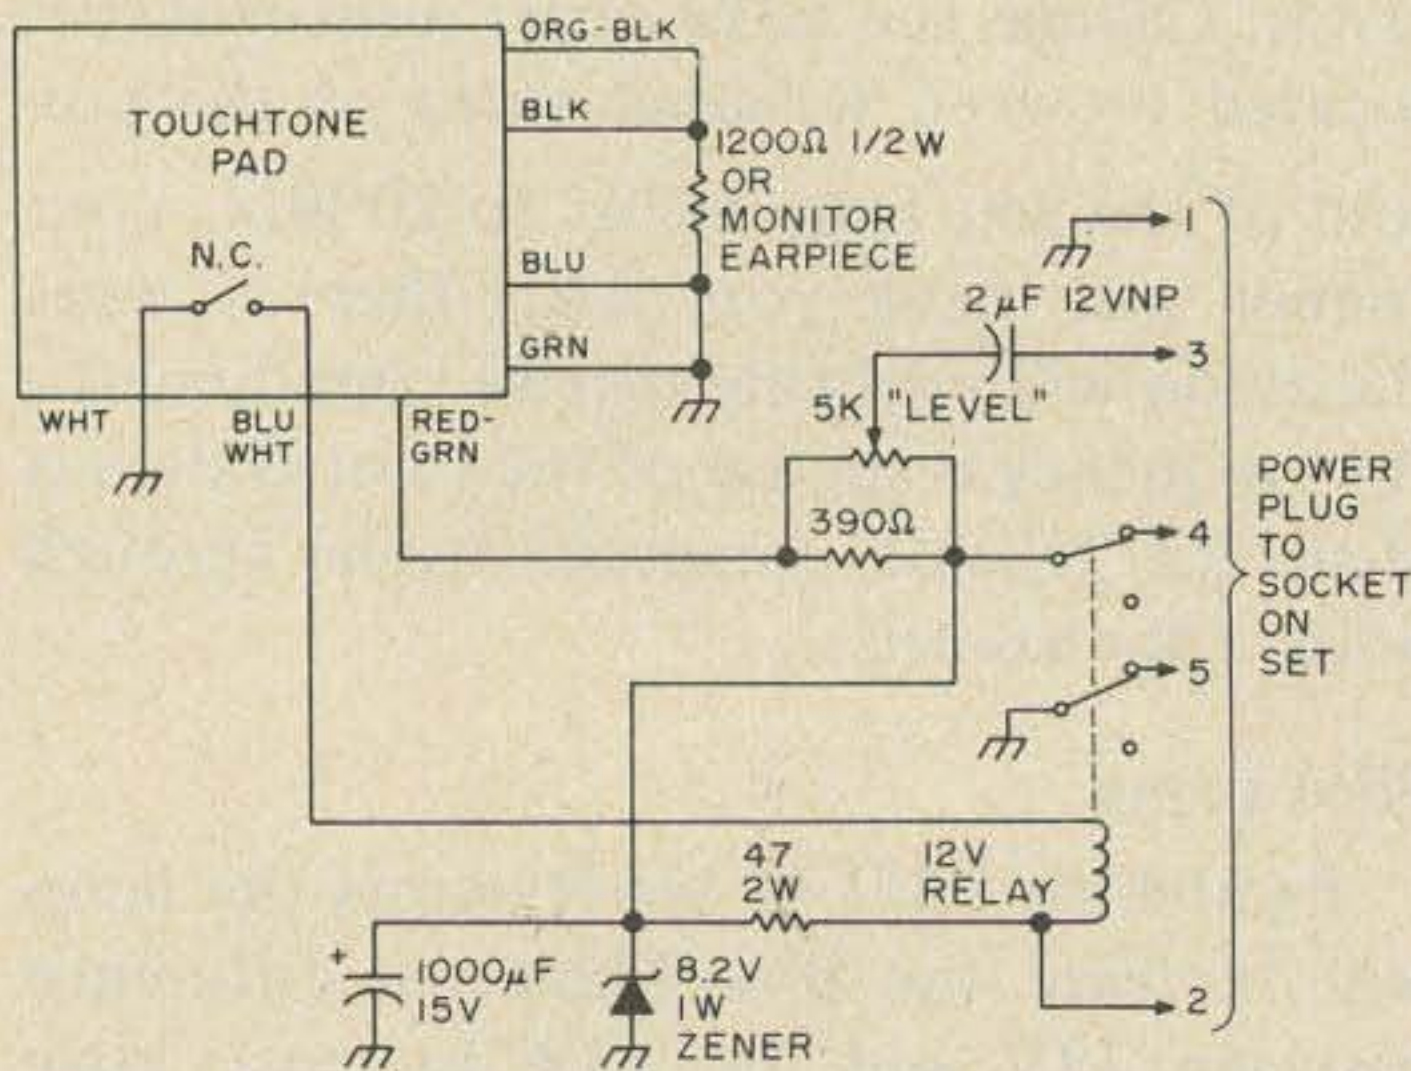 ORG-BLK
TOUCHTONE
PAD
BLK
1200Ω 1/2 W
OR
MONITOR
EARPIECE
N.C.
BLU
GRN
1
2µF 12VNP
3
WHT
BLU
WHT
RED-
GRN
5K "LEVEL"
390Ω
4
5
POWER
PLUG
TO
SOCKET
ON
SET
47
2W
12V
RELAY
+
1000µF
15V
8.2V
1W
ZENER
2